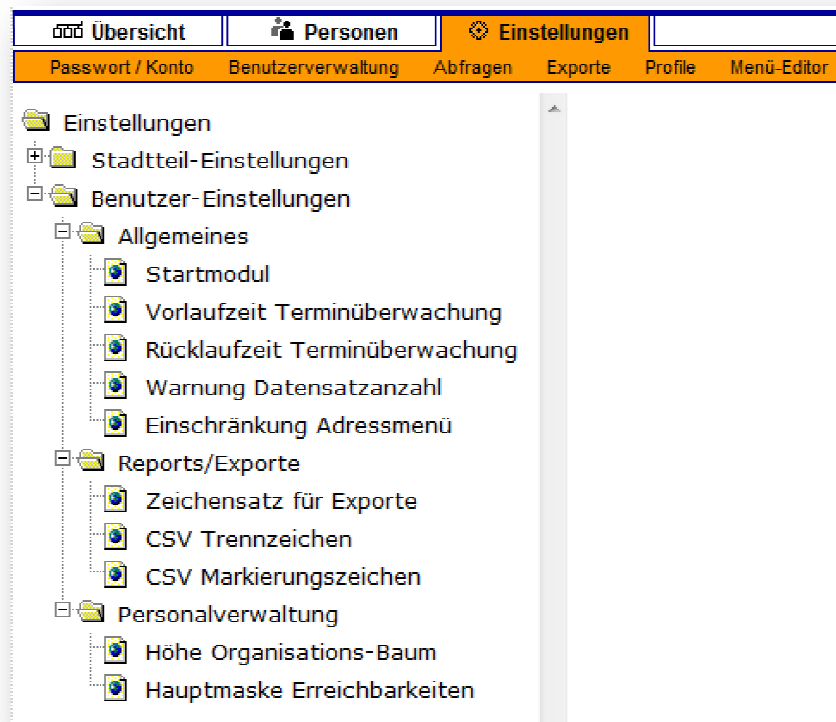 Übersicht Personen Einstellungen
Passwort / Konto Benutzerverwaltung Abfragen Exporte Profile Menü-Editor
Einstellungen
Stadtteil-Einstellungen
Benutzer-Einstellungen
Allgemeines
Startmodul
Vorlaufzeit Terminüberwachung
Rücklaufzeit Terminüberwachung
Warnung Datensatzanzahl
Einschränkung Adressmenü
Reports/Exporte
Zeichensatz für Exporte
CSV Trennzeichen
CSV Markierungszeichen
Personalverwaltung
Höhe Organisations-Baum
Hauptmaske Erreichbarkeiten